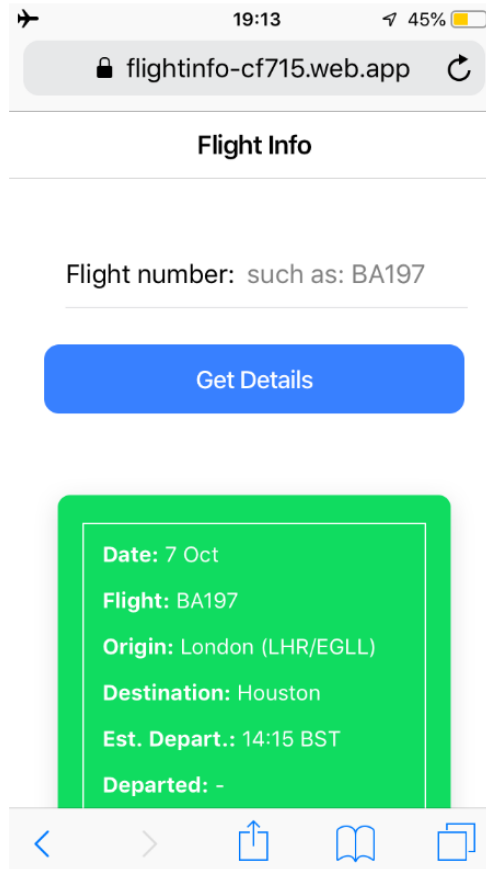 19:13
45%
flightinfo-cf715.web.app
Flight Info
Flight number: such as: BA197
Get Details
Date: 7 Oct
Flight: BA197
Origin: London (LHR/EGLL)
Destination: Houston
Est. Depart.: 14:15 BST
Departed: -